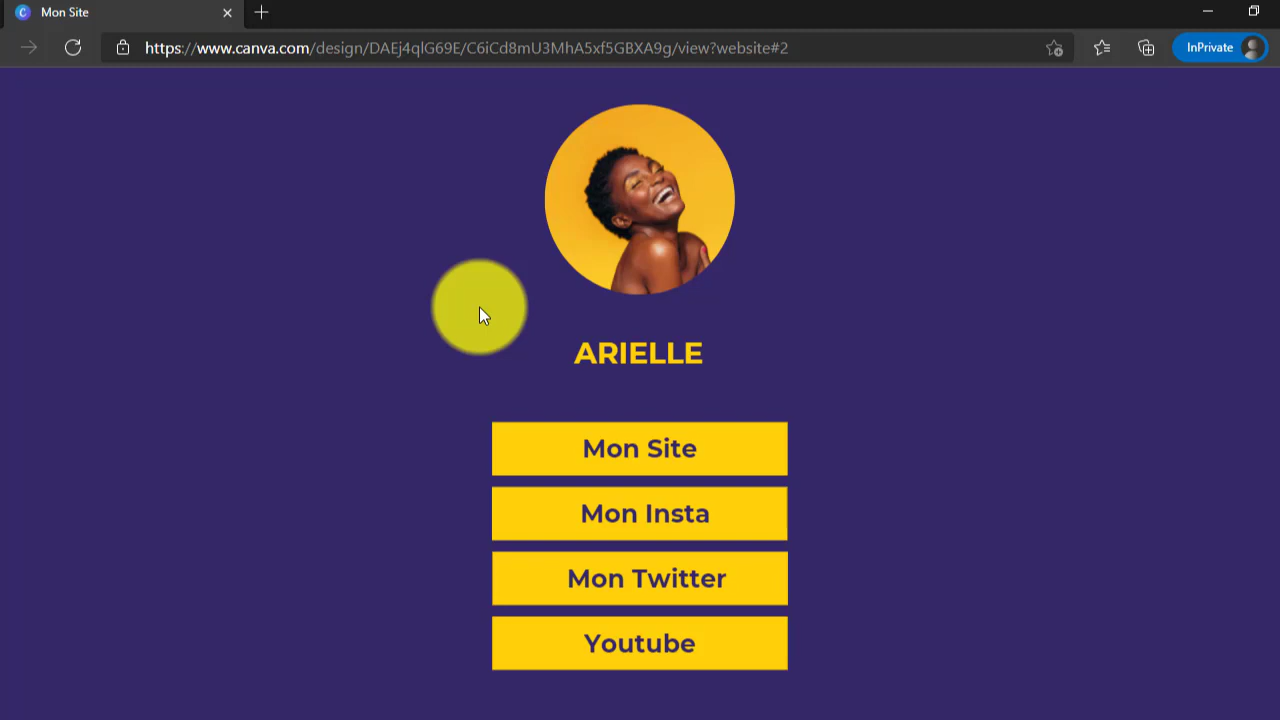 Mon Site
https://www.canva.com/design/DAEj4qlG69E/C6iCd8mU3MhA5xf5GBXA9g/view?website#2
InPrivate
ARIELLE
Mon Site
Mon Insta
Mon Twitter
Youtube